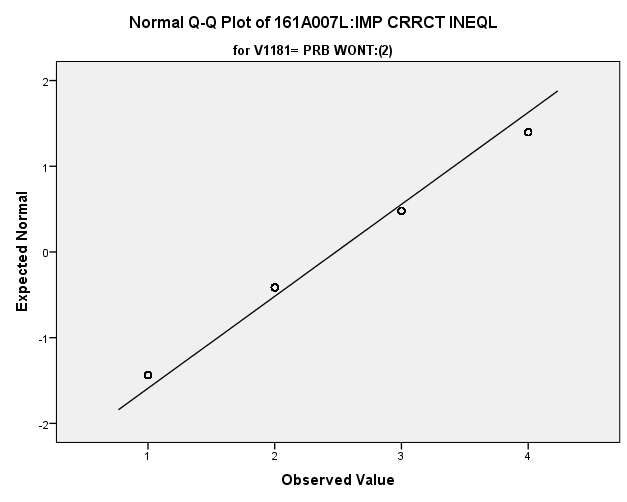 Normal Q-Q Plot of 161A007L:IMP CRRCT INEQL
for V1181= PRB WONT:(2)
Expected Normal
2
1
0
-1
-2
1 2 3 4
Observed Value